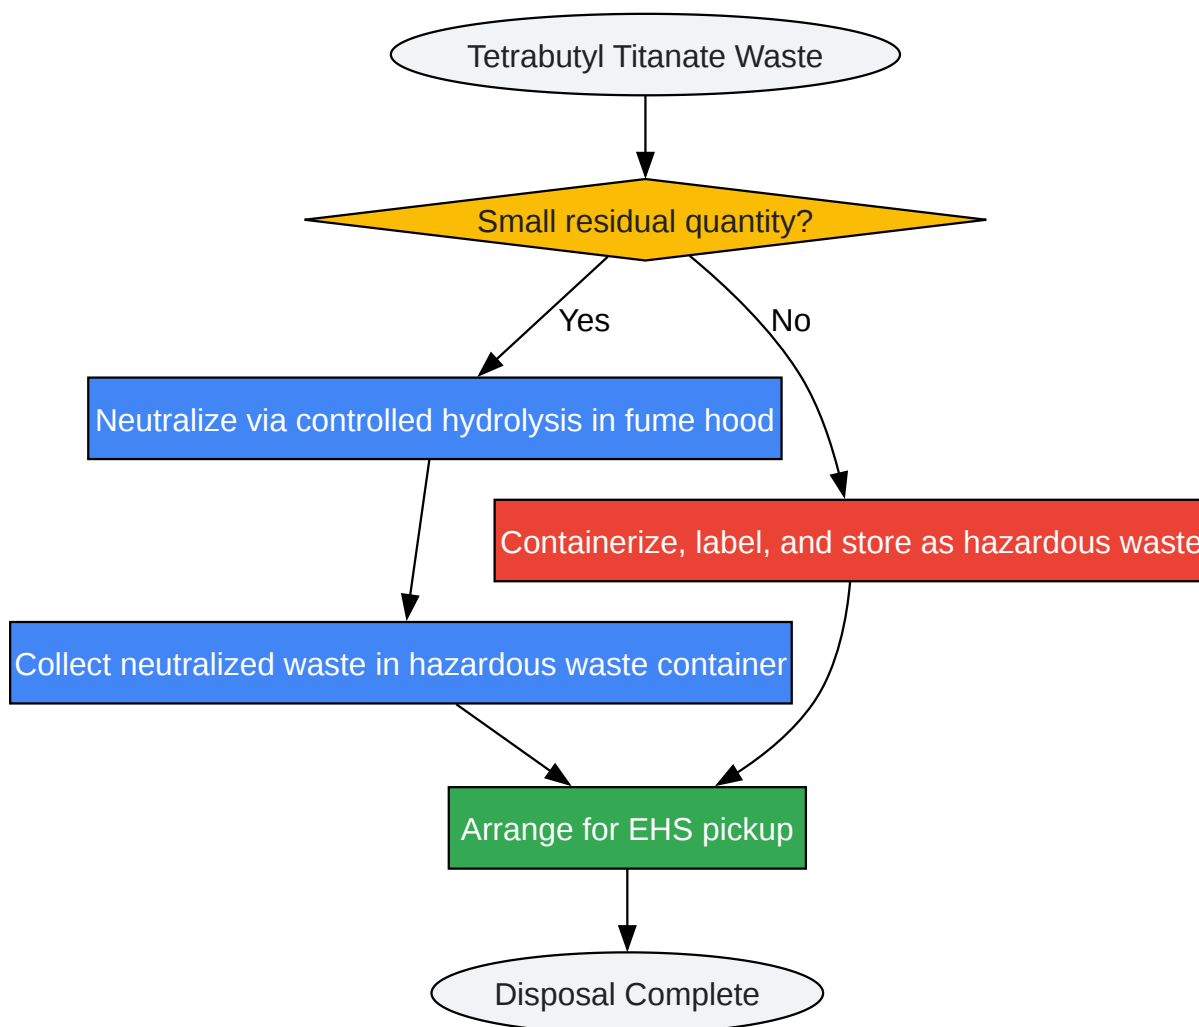 Tetrabutyl Titanate Waste
Small residual quantity?
Yes
No
Neutralize via controlled hydrolysis in fume hood
Containerize, label, and store as hazardous waste
Collect neutralized waste in hazardous waste container
Arrange for EHS pickup
Disposal Complete